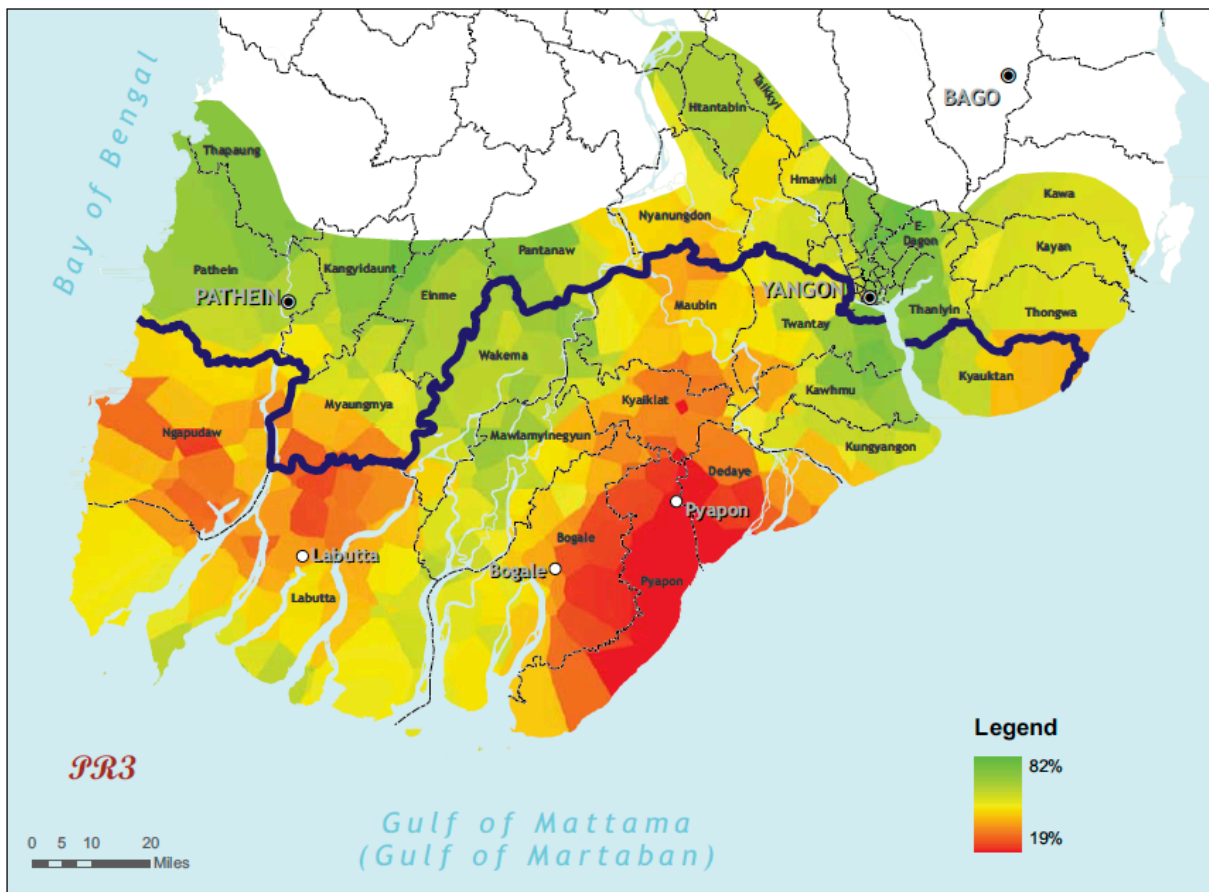 Bay of Bengal
Thapaung
Pathein
PATHEIN
Kangyidaunt
Einme
Pantanaw
Nyanungdon
Htantabin
Taikkyi
Hmawbi
BAGO
E-
Dagon
Kawa
Kayan
Thongwa
Thanlyin
YANGON
Maubin
Twantay
Kyauktan
Wakema
Myaungmya
Ngapudaw
Kyaiklat
Kawhmu
Mawlamyinegyun
Kungyangon
Dedaye
Pyapon
Bogale
Labutta
Bogale
Pyapon
Labutta
Legend
82%
19%
PR3
0 5 10 20
Miles
Gulf of Mattama
(Gulf of Martaban)